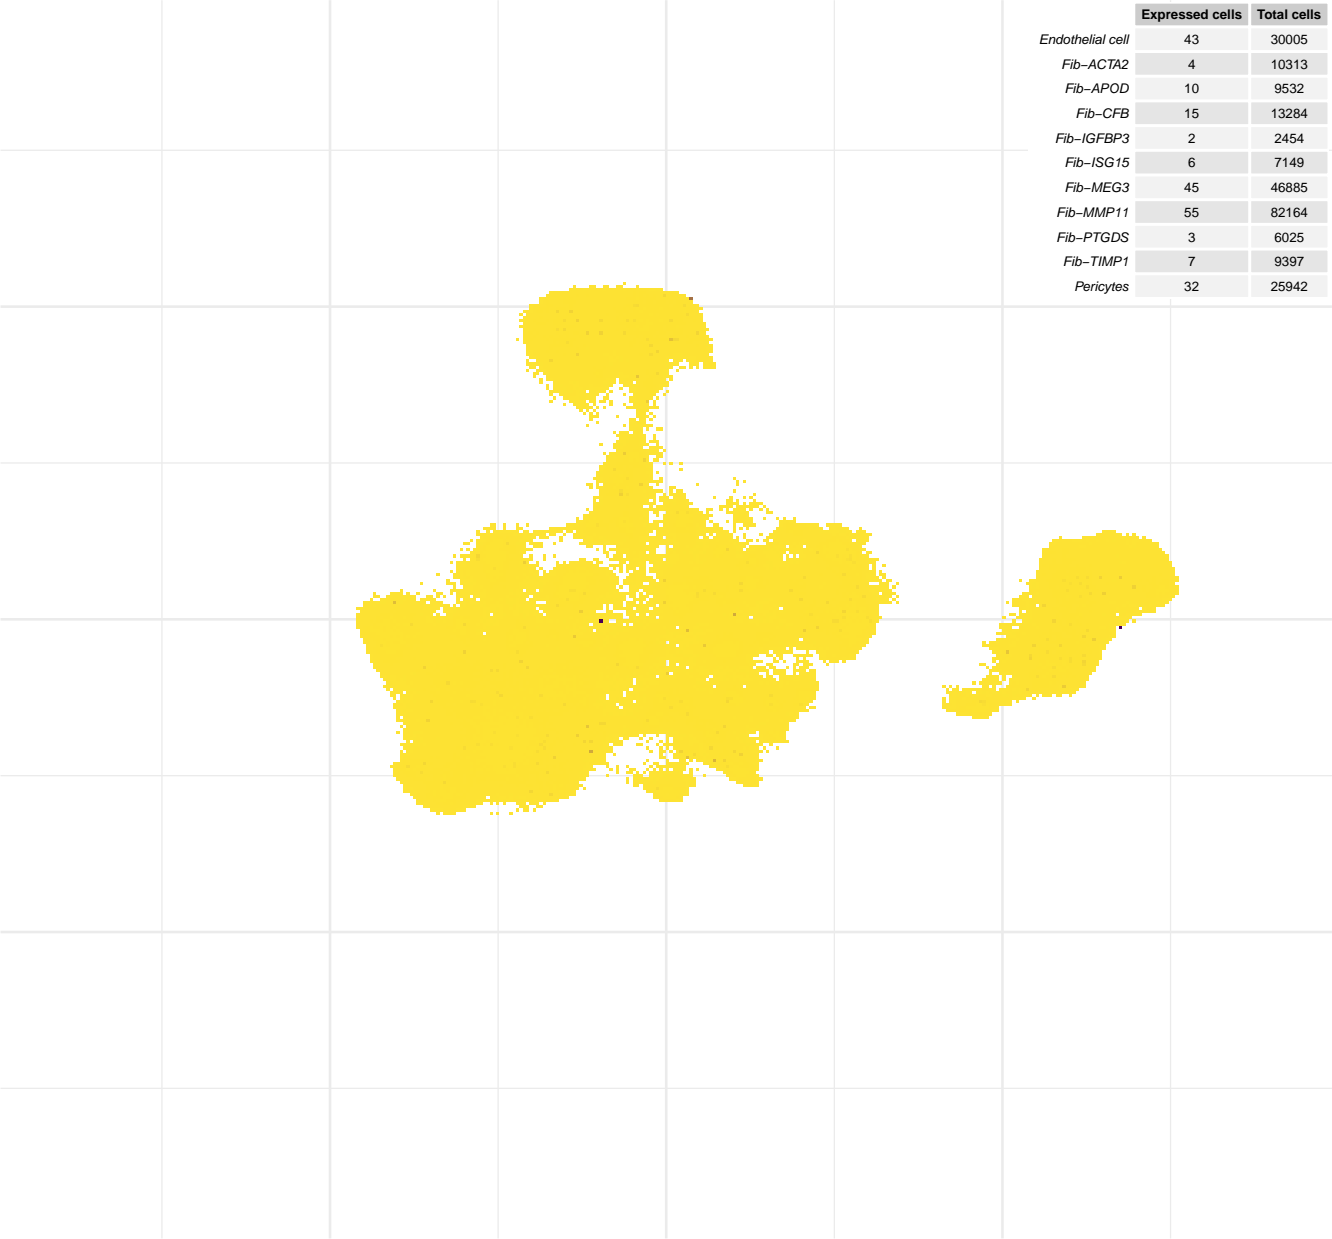 Expressed cells Total cells
Endothelial cell 43 30005
Fib−ACTA2 4 10313
Fib−APOD 10 9532
Fib−CFB 15 13284
Fib−IGFBP3 2 2454
Fib−ISG15 6 7149
Fib−MEG3 45 46885
Fib−MMP11 55 82164
Fib−PTGDS 3 6025
Fib−TIMP1 7 9397
Pericytes 32 25942